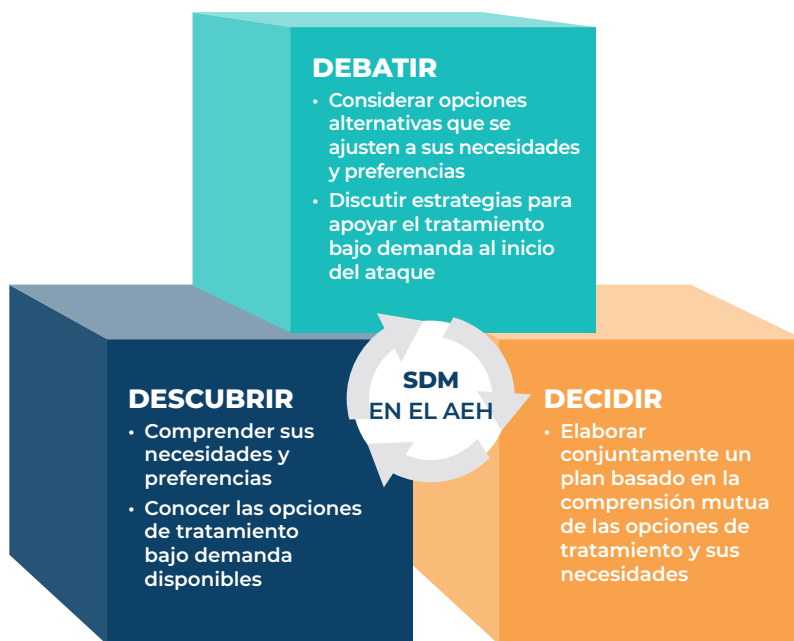 DEBATIR
• Considerar opciones
alternativas que se
ajusten a sus necesidades
y preferencias
• Discutir estrategias para
apoyar el tratamiento
bajo demanda al inicio
del ataque
SDM
EN EL AEH
DESCUBRIR
• Comprender sus
necesidades y
preferencias
• Conocer las opciones
de tratamiento
bajo demanda
disponibles
DECIDIR
• Elaborar
conjuntamente un
plan basado en la
comprensión mutua
de las opciones de
tratamiento y sus
necesidades